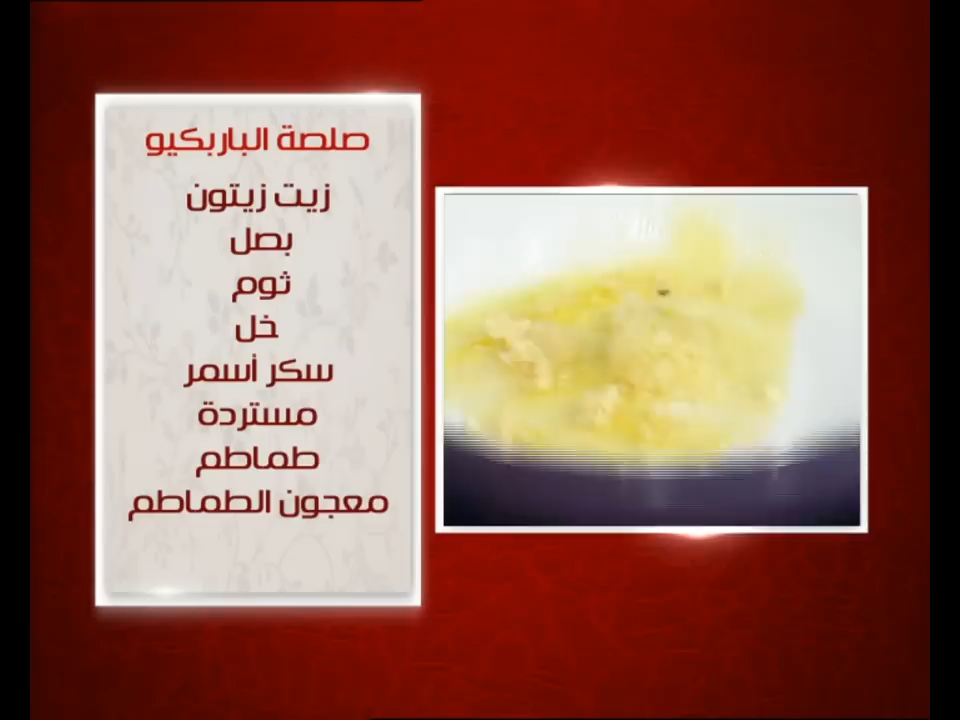 صلصة الباربكيو
زيت زيتون
بصل
ثوم
خل
سكر أسمر
مستردة
طماطم
معجون الطماطم